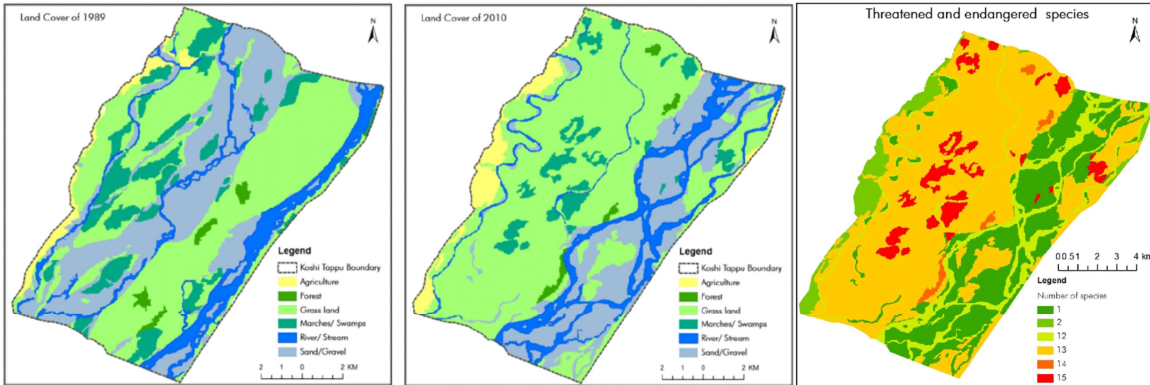 Land Cover of 1989
N
Legend
Koshi Tappu Boundary
Agriculture
Forest
Grass land
Marches/ Swamps
River/ Stream
Sand/Gravel
2 1 0 2 KM
Land Cover of 2010
N
Legend
Koshi Tappu Boundary
Agriculture
Forest
Grass land
Marches/ Swamps
River/ Stream
Sand/Gravel
2 1 0 2 KM
Threatened and endangered species
N
0 0.5 1 2 3 4 km
Legend
Number of species
1
2
12
13
14
15